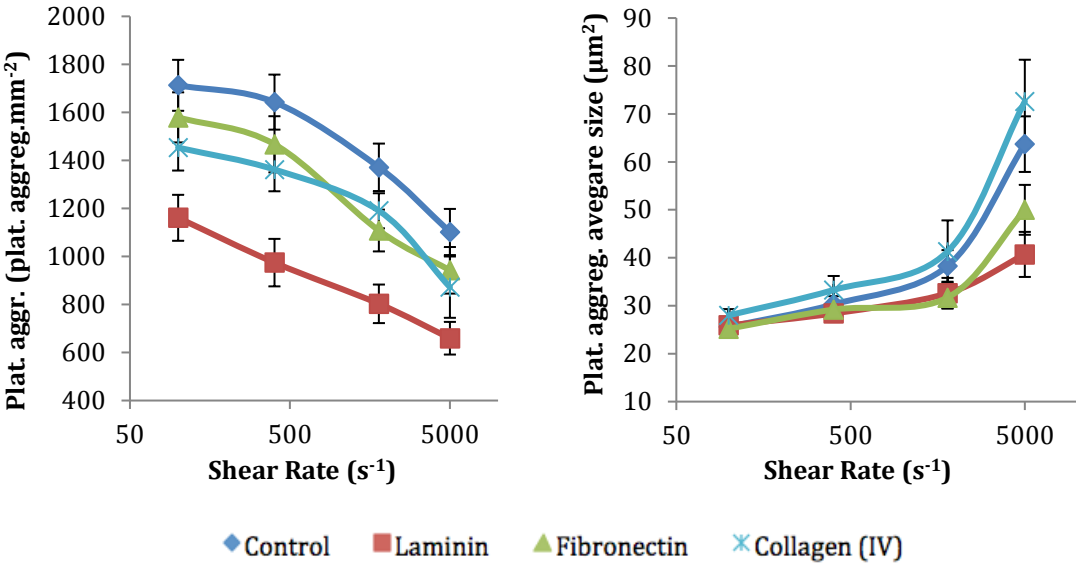 Plat. aggr. (plat. aggreg.mm-2)
2000
1800
1600
1400
1200
1000
800
600
400
50 500 5000
Shear Rate (s-1)
Plat. aggreg. avegare size (μm2)
90
80
70
60
50
40
30
20
10
50 500 5000
Shear Rate (s-1)
Control Laminin Fibronectin Collagen (IV)